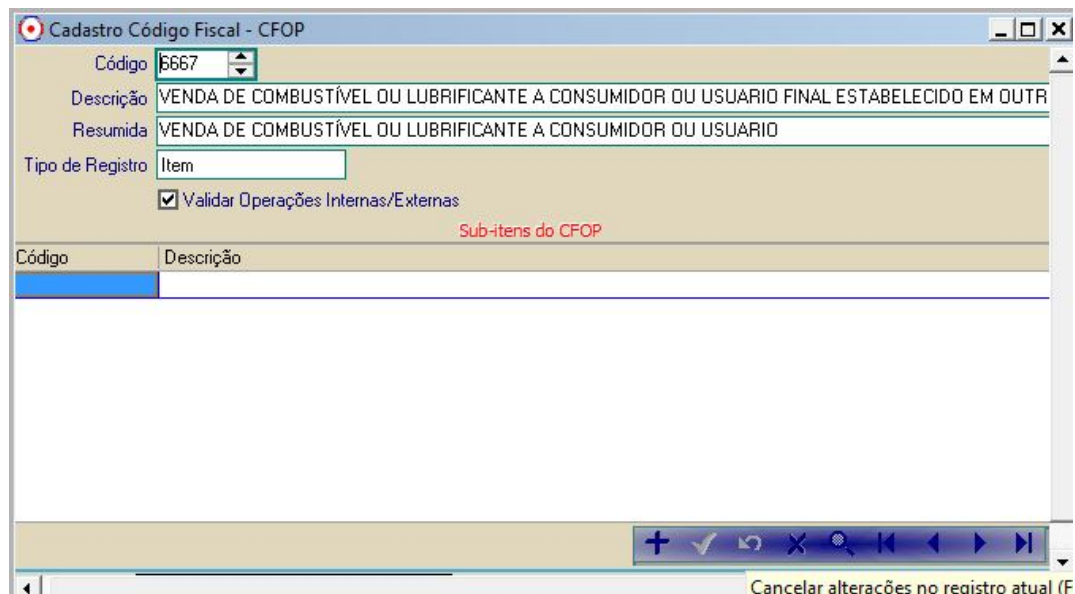 Cadastro Código Fiscal - CFOP
Código 6667
Descrição VENDA DE COMBUSTÍVEL OU LUBRIFICANTE A CONSUMIDOR OU USUARIO FINAL ESTABELECIDO EM OUTR
Resumida VENDA DE COMBUSTÍVEL OU LUBRIFICANTE A CONSUMIDOR OU USUARIO
Tipo de Registro Item
Validar Operações Internas/Externas
Sub-itens do CFOP
Código Descrição
Cancelar alterações no registro atual (F